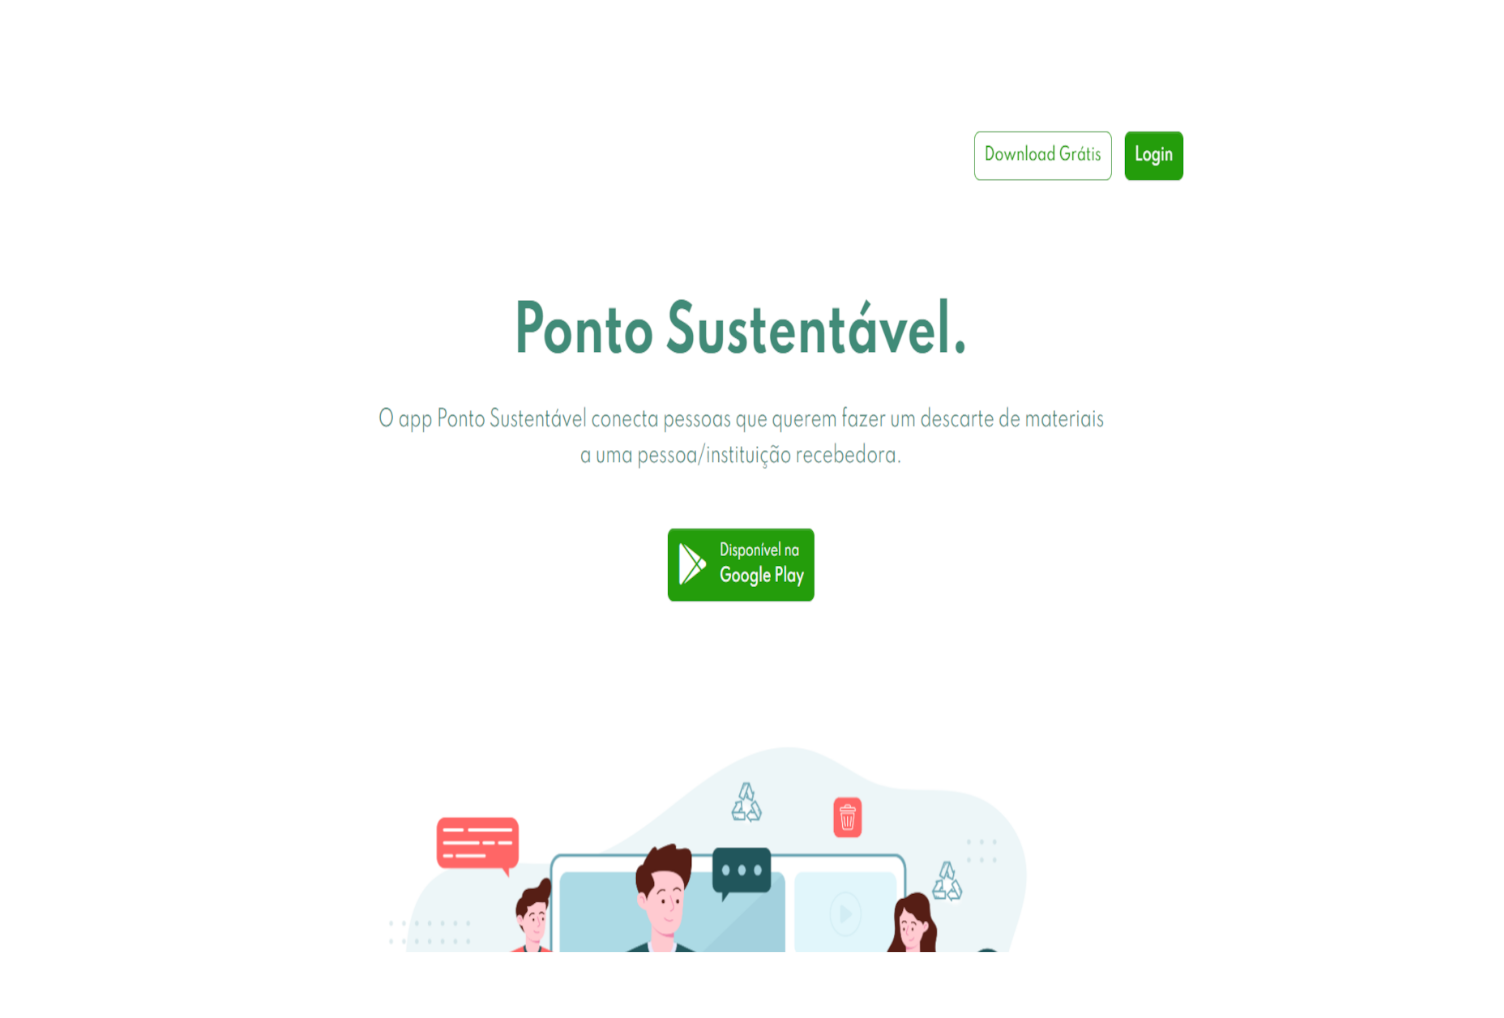 Download Grátis
Login
Ponto Sustentável.
O app Ponto Sustentável conecta pessoas que querem fazer um descarte de materiais
a uma pessoa/instituição recebedora.
Disponível na
Google Play